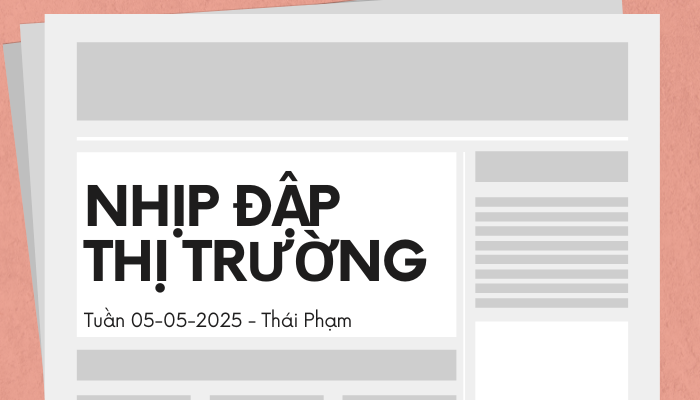 NHỊP ĐẬP
THỊ TRƯỜNG
Tuần 05-05-2025 - Thái Phạm